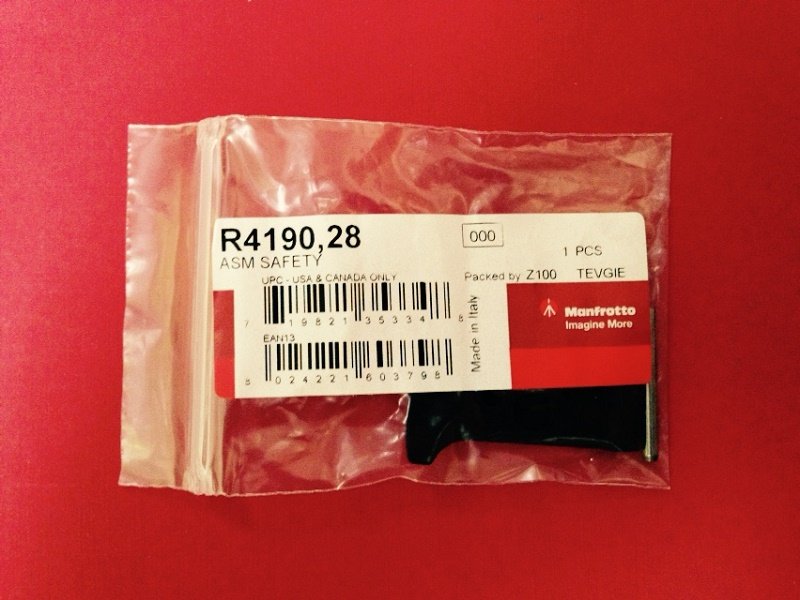 R4190,28
000
ASM SAFETY
1 PCS
UPC - USA & CANADA ONLY
Packed by Z100 TEVGIE
7 19821 35334 8
Made in Italy
Manfrotto
Imagine More
EAN13
8 024221 603798